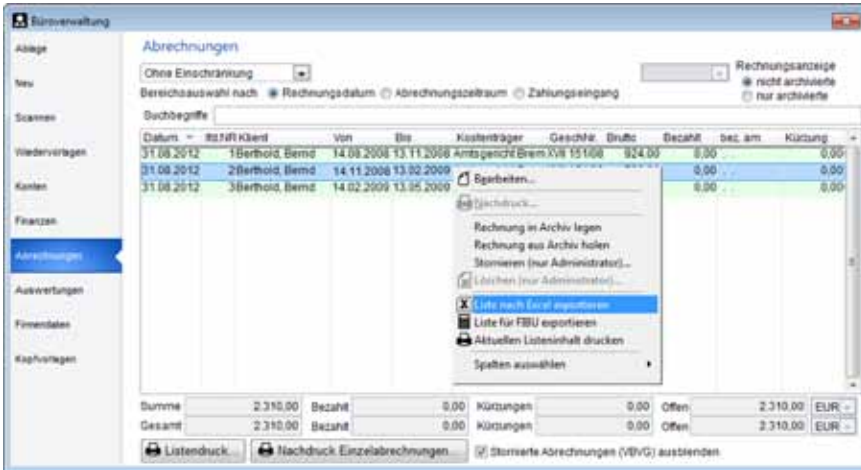 Büroverwaltung
Ablage
Neu
Scannen
Wiedervorlagen
Konten
Finanzen
Abrechnungen
Auswertungen
Firmendaten
Kopfvorlagen
Abrechnungen
Ohne Einschränkung
Rechnungsanzeige
nicht archivierte
nur archivierte
Bereichsauswahl nach Rechnungsdatum Abrechnungszeitraum Zahlungseingang
Suchbegriffe
Datum lfd.NR Klient Von Bis Kostenträger GeschNr. Brutto Bezahlt bez. am Kürzung
31.08.2012 1 Berthold, Bernd 14.08.2008 13.11.2008 Amtsgericht Brem XVII 151/08 924,00 0,00 . . 0,00
31.08.2012 2 Berthold, Bernd 14.11.2008 13.02.2009 0,00 . . 0,00
31.08.2012 3 Berthold, Bernd 14.02.2009 13.05.2009 0,00 . . 0,00
Bearbeiten...
Nachdruck...
Rechnung in Archiv legen
Rechnung aus Archiv holen
Stornieren (nur Administrator)...
Löschen (nur Administrator)...
Liste nach Excel exportieren
Liste für FIBU exportieren
Aktuellen Listeninhalt drucken
Spalten auswählen
Summe 2.310,00 Bezahlt 0,00 Kürzungen 0,00 Offen 2.310,00 EUR
Gesamt 2.310,00 Bezahlt 0,00 Kürzungen 0,00 Offen 2.310,00 EUR
Listendruck... Nachdruck Einzelabrechnungen... Stornierte Abrechnungen (VBVG) ausblenden